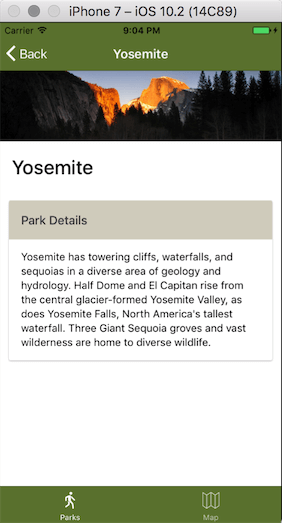 iPhone 7 – iOS 10.2 (14C89)
Carrier 9:04 PM
Back Yosemite
Yosemite
Park Details
Yosemite has towering cliffs, waterfalls, and
sequoias in a diverse area of geology and
hydrology. Half Dome and El Capitan rise from
the central glacier-formed Yosemite Valley, as
does Yosemite Falls, North America's tallest
waterfall. Three Giant Sequoia groves and vast
wilderness are home to diverse wildlife.
Parks Map